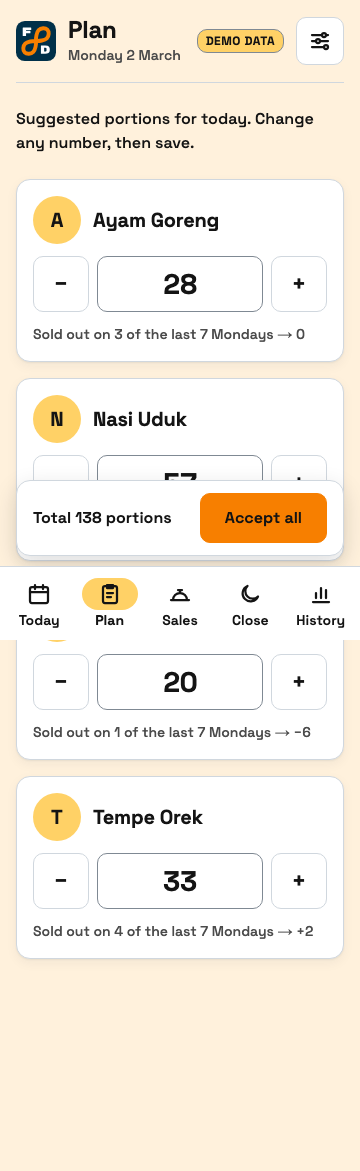 F
D
Plan
Monday 2 March
DEMO DATA
Suggested portions for today. Change
any number, then save.
A
Ayam Goreng
− 28 +
Sold out on 3 of the last 7 Mondays → 0
N
Nasi Uduk
57
Total 138 portions
Accept all
Today
Plan
Sales
Close
History
− 20 +
Sold out on 1 of the last 7 Mondays → −6
T
Tempe Orek
− 33 +
Sold out on 4 of the last 7 Mondays → +2